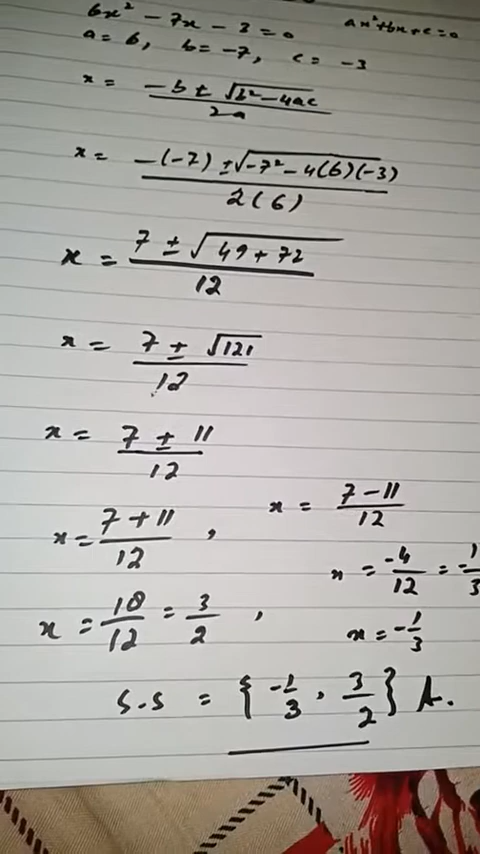 6x² - 7x - 3 = 0    ax²+bx+c=0
a = 6, b = -7, c = -3
x = (-b ± √(b² - 4ac)) / 2a
x = (-(-7) ± √(-7² - 4(6)(-3))) / 2(6)
x = (7 ± √(49 + 72)) / 12
x = (7 ± √121) / 12
x = (7 ± 11) / 12
x = (7 + 11) / 12 , x = (7 - 11) / 12
x = -4/12 = -1/3
x = 18/12 = 3/2 , x = -1/3
S.S = { -1/3 , 3/2 } A.